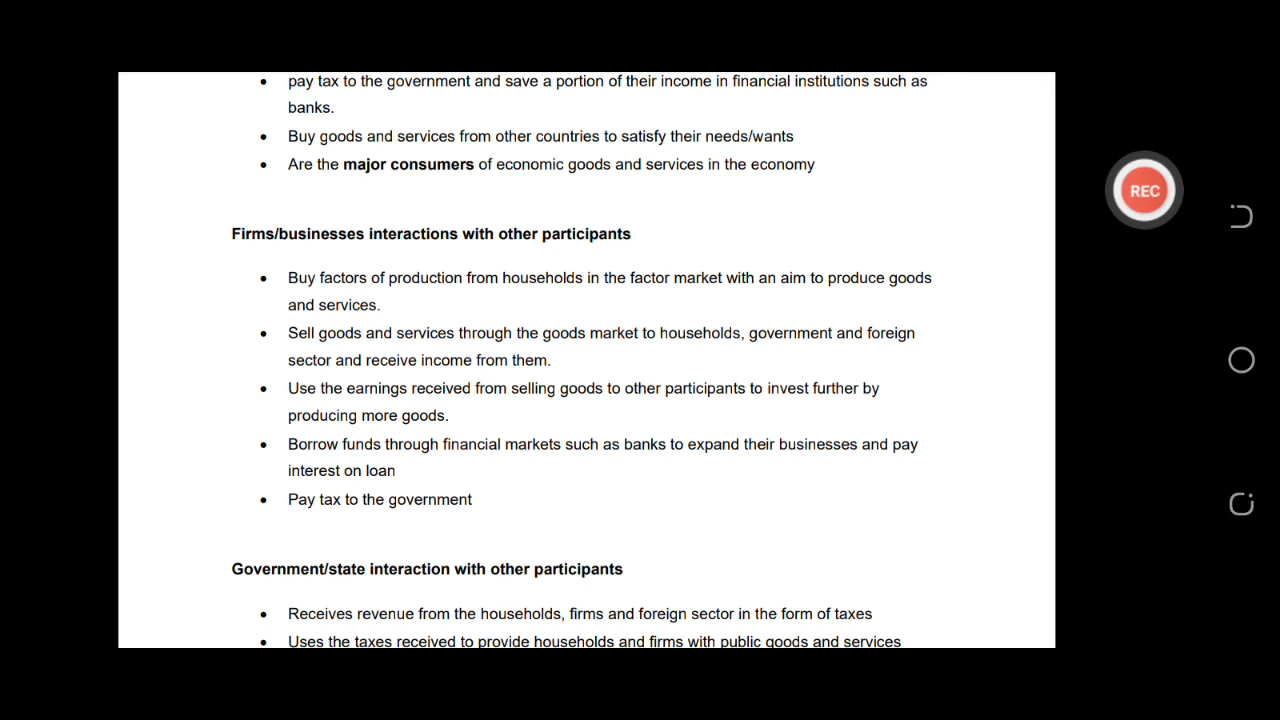 • pay tax to the government and save a portion of their income in financial institutions such as
banks.
• Buy goods and services from other countries to satisfy their needs/wants
• Are the major consumers of economic goods and services in the economy
Firms/businesses interactions with other participants
• Buy factors of production from households in the factor market with an aim to produce goods
and services.
• Sell goods and services through the goods market to households, government and foreign
sector and receive income from them.
• Use the earnings received from selling goods to other participants to invest further by
producing more goods.
• Borrow funds through financial markets such as banks to expand their businesses and pay
interest on loan
• Pay tax to the government
Government/state interaction with other participants
• Receives revenue from the households, firms and foreign sector in the form of taxes
• Uses the taxes received to provide households and firms with public goods and services
REC